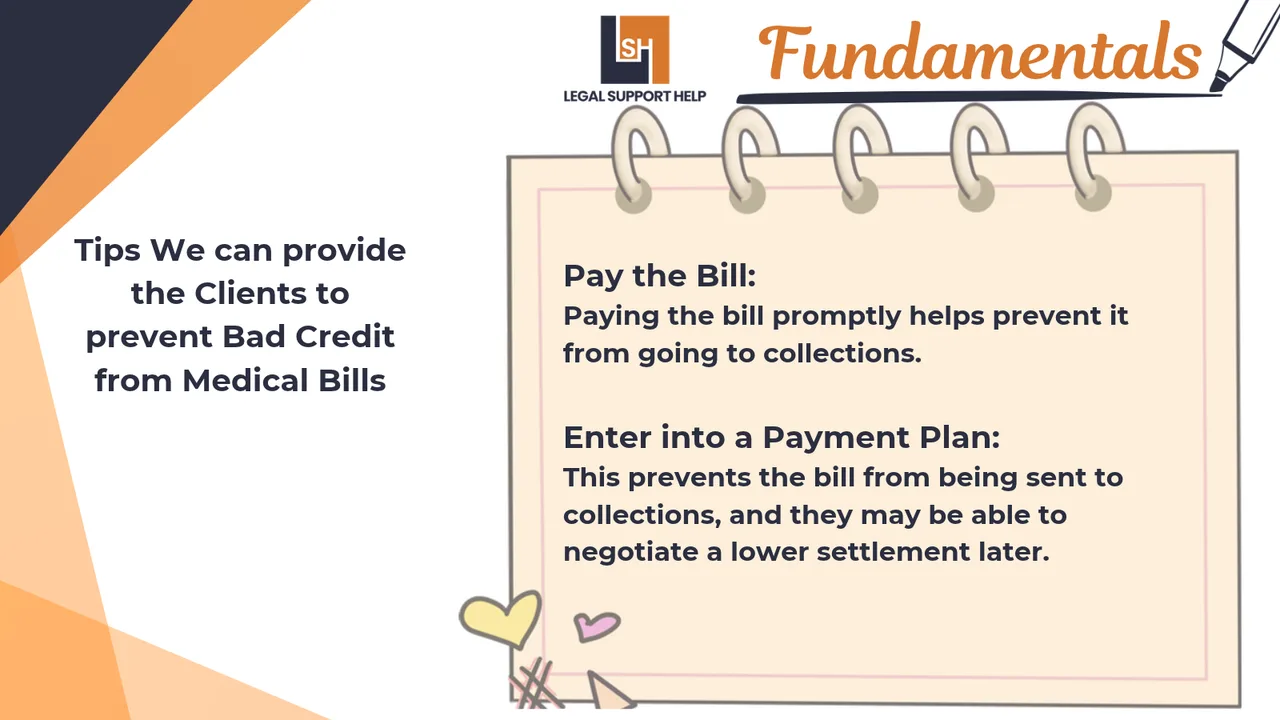 SH
LEGAL SUPPORT HELP
Fundamentals
Tips We can provide
the Clients to
prevent Bad Credit
from Medical Bills
Pay the Bill:
Paying the bill promptly helps prevent it
from going to collections.
Enter into a Payment Plan:
This prevents the bill from being sent to
collections, and they may be able to
negotiate a lower settlement later.